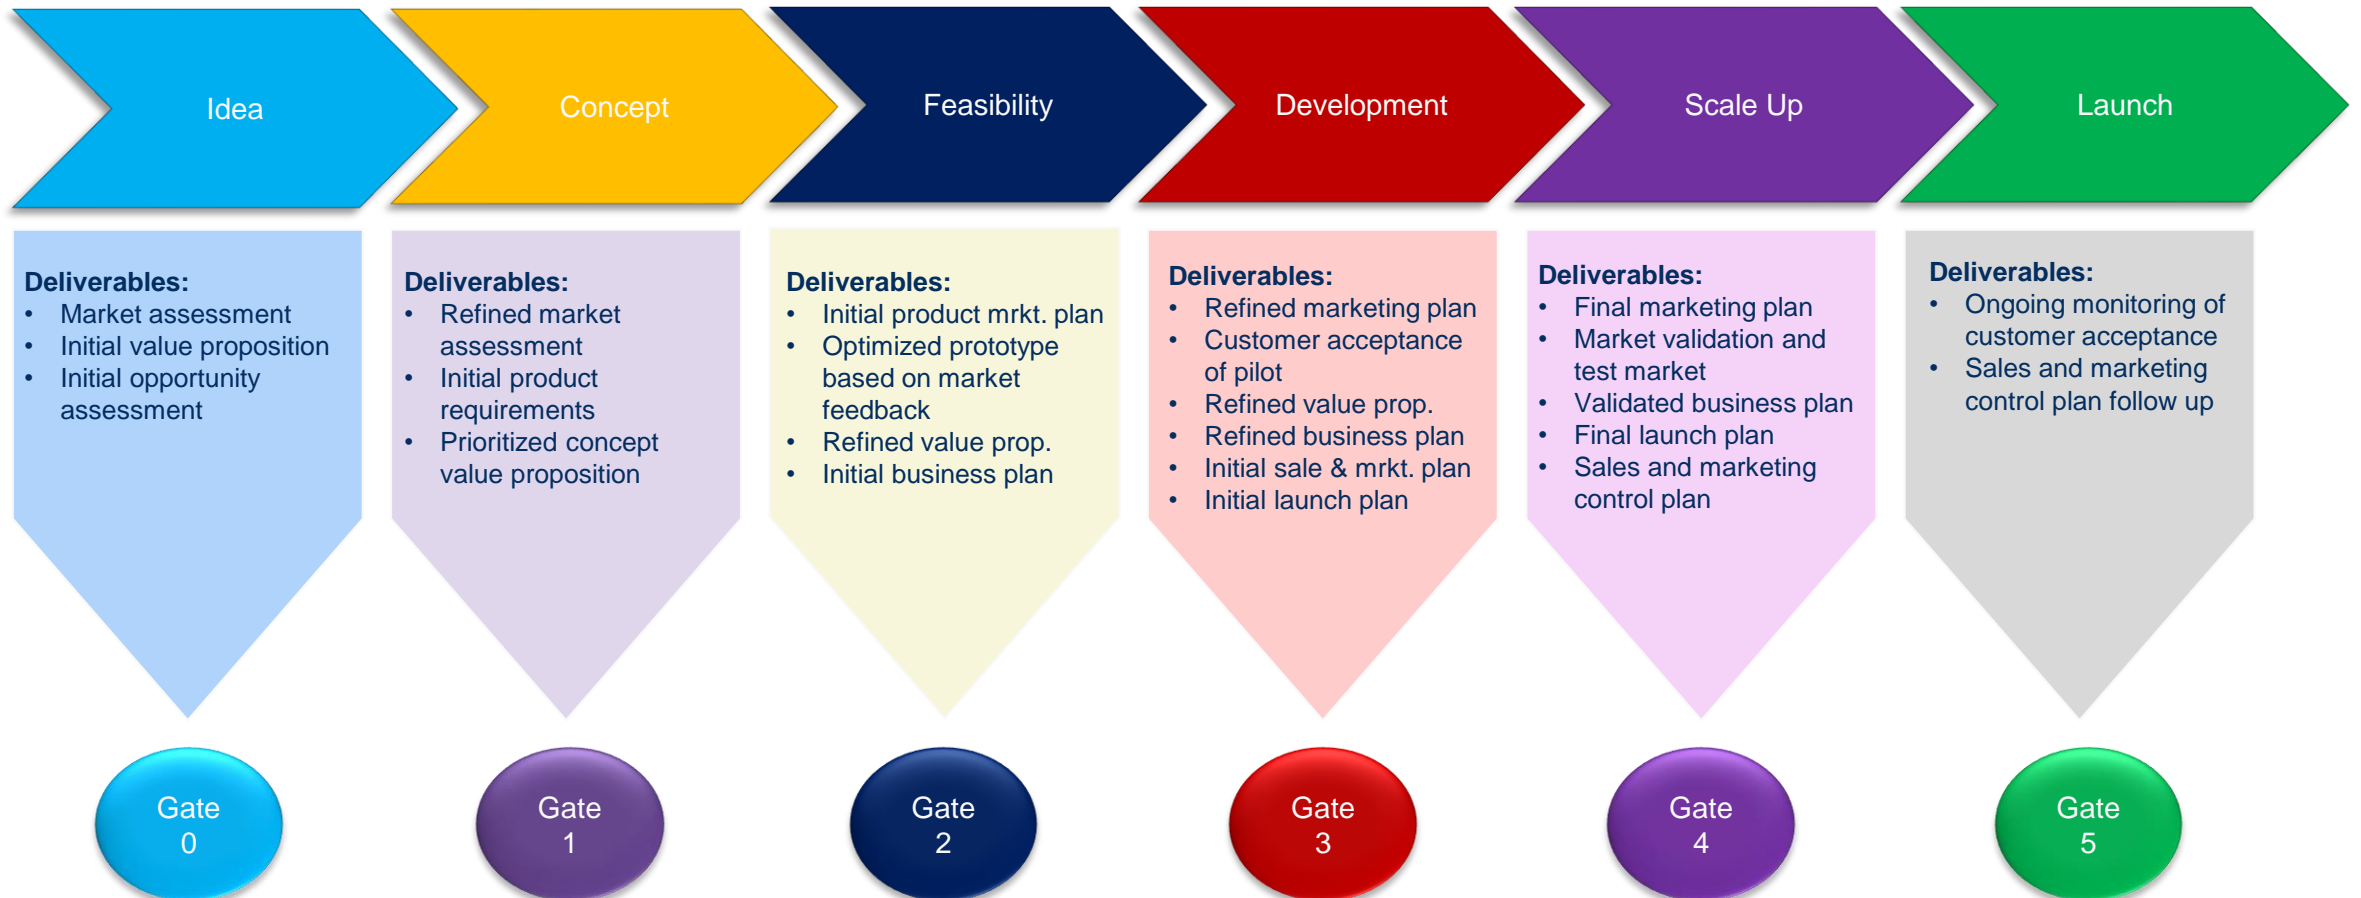 Idea
Concept
Feasibility
Development
Scale Up
Launch
Deliverables:
• Market assessment
• Initial value proposition
• Initial opportunity
assessment
Deliverables:
• Refined market
assessment
• Initial product
requirements
• Prioritized concept
value proposition
Deliverables:
• Initial product mrkt. plan
• Optimized prototype
based on market
feedback
• Refined value prop.
• Initial business plan
Deliverables:
• Refined marketing plan
• Customer acceptance
of pilot
• Refined value prop.
• Refined business plan
• Initial sale & mrkt. plan
• Initial launch plan
Deliverables:
• Final marketing plan
• Market validation and
test market
• Validated business plan
• Final launch plan
• Sales and marketing
control plan
Deliverables:
• Ongoing monitoring of
customer acceptance
• Sales and marketing
control plan follow up
Gate
0
Gate
1
Gate
2
Gate
3
Gate
4
Gate
5